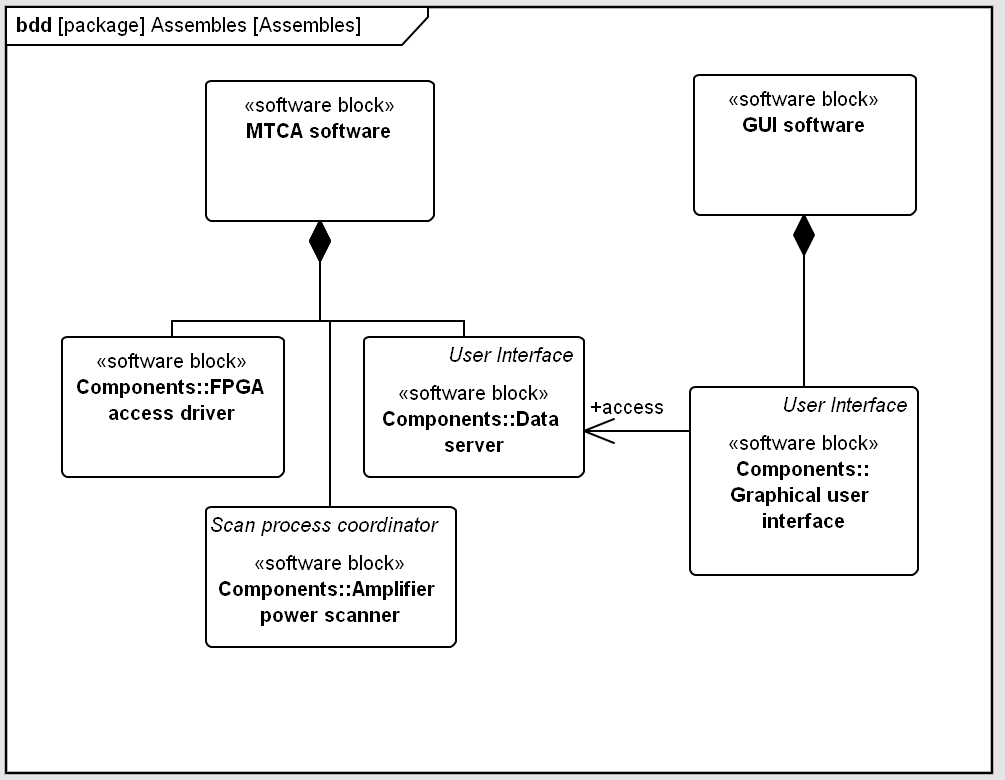 bdd [package] Assembles [Assembles]
«software block»
MTCA software
«software block»
GUI software
«software block»
Components::FPGA
access driver
User Interface
«software block»
Components::Data
server
+access
User Interface
«software block»
Components::
Graphical user
interface
Scan process coordinator
«software block»
Components::Amplifier
power scanner